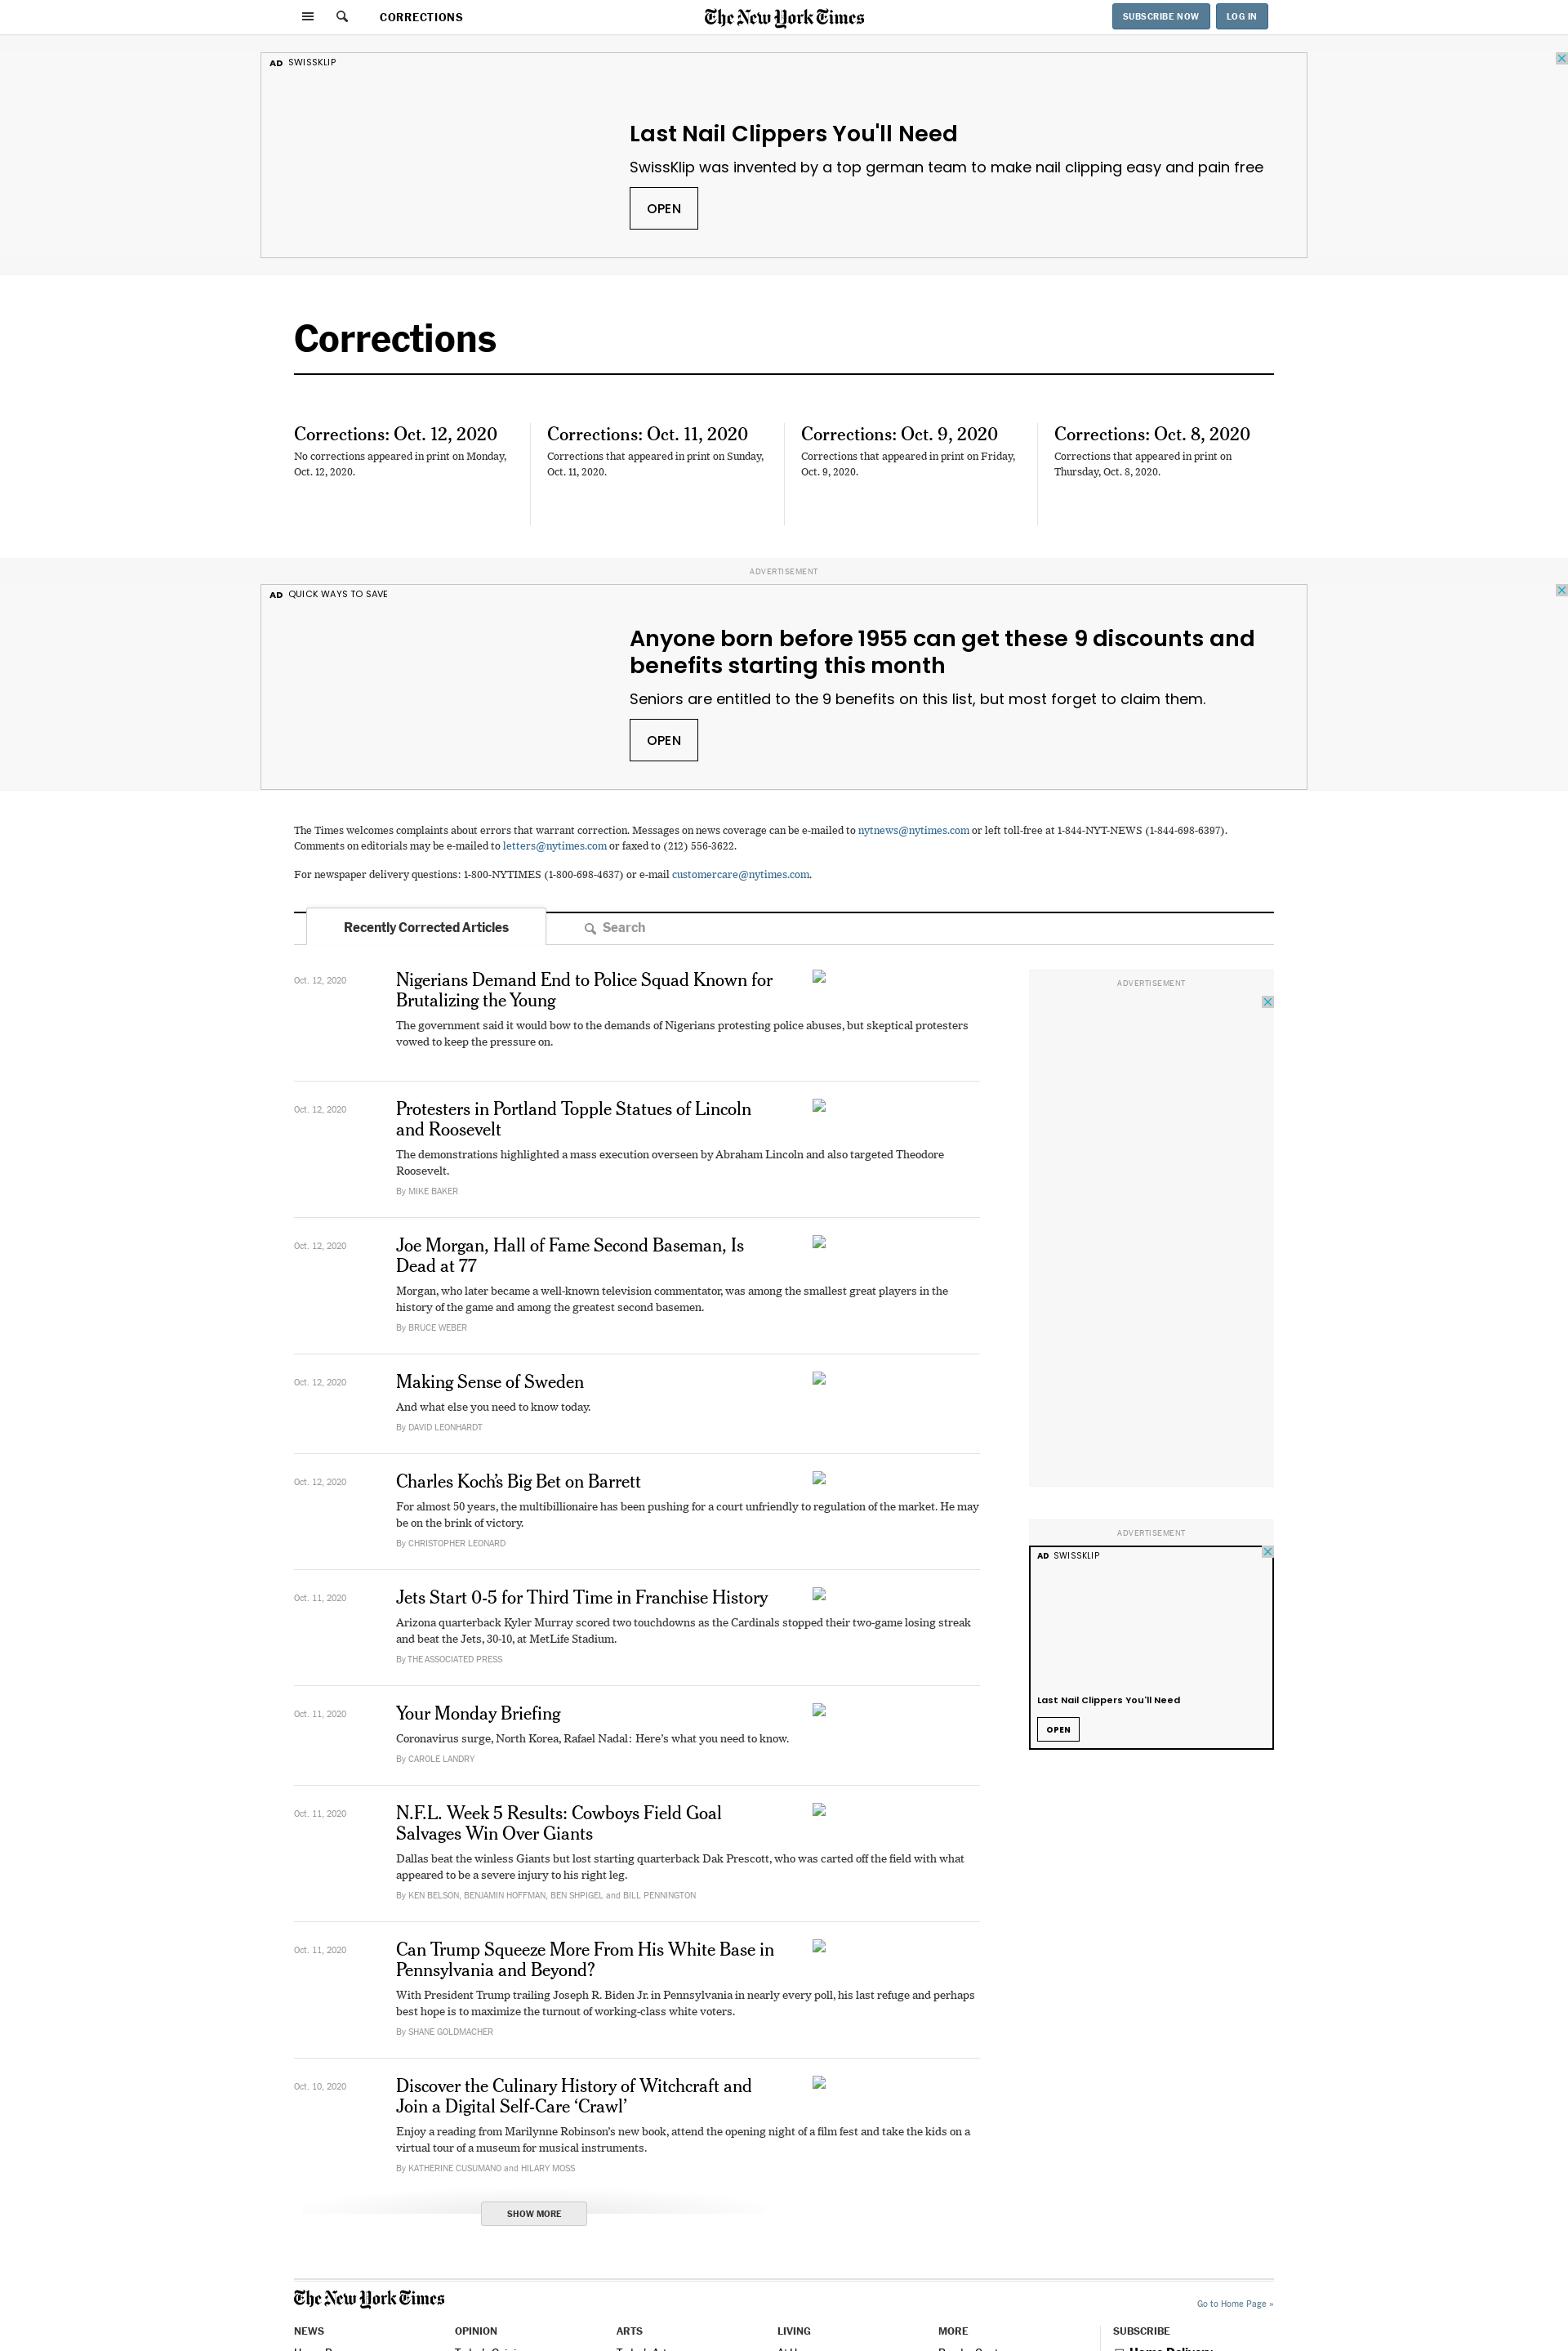 CORRECTIONS
The New York Times
SUBSCRIBE NOW
LOG IN
AD SWISSKLIP
Last Nail Clippers You'll Need
SwissKlip was invented by a top german team to make nail clipping easy and pain free
OPEN
Corrections
Corrections: Oct. 12, 2020
No corrections appeared in print on Monday,
Oct. 12, 2020.
Corrections: Oct. 11, 2020
Corrections that appeared in print on Sunday,
Oct. 11, 2020.
Corrections: Oct. 9, 2020
Corrections that appeared in print on Friday,
Oct. 9, 2020.
Corrections: Oct. 8, 2020
Corrections that appeared in print on
Thursday, Oct. 8, 2020.
ADVERTISEMENT
AD QUICK WAYS TO SAVE
Anyone born before 1955 can get these 9 discounts and
benefits starting this month
Seniors are entitled to the 9 benefits on this list, but most forget to claim them.
OPEN
The Times welcomes complaints about errors that warrant correction. Messages on news coverage can be e-mailed to nytnews@nytimes.com or left toll-free at 1-844-NYT-NEWS (1-844-698-6397).
Comments on editorials may be e-mailed to letters@nytimes.com or faxed to (212) 556-3622.
For newspaper delivery questions: 1-800-NYTIMES (1-800-698-4637) or e-mail customercare@nytimes.com.
Recently Corrected Articles
Search
Oct. 12, 2020
Nigerians Demand End to Police Squad Known for
Brutalizing the Young
The government said it would bow to the demands of Nigerians protesting police abuses, but skeptical protesters
vowed to keep the pressure on.
Oct. 12, 2020
Protesters in Portland Topple Statues of Lincoln
and Roosevelt
The demonstrations highlighted a mass execution overseen by Abraham Lincoln and also targeted Theodore
Roosevelt.
By MIKE BAKER
Oct. 12, 2020
Joe Morgan, Hall of Fame Second Baseman, Is
Dead at 77
Morgan, who later became a well-known television commentator, was among the smallest great players in the
history of the game and among the greatest second basemen.
By BRUCE WEBER
Oct. 12, 2020
Making Sense of Sweden
And what else you need to know today.
By DAVID LEONHARDT
Oct. 12, 2020
Charles Koch's Big Bet on Barrett
For almost 50 years, the multibillionaire has been pushing for a court unfriendly to regulation of the market. He may
be on the brink of victory.
By CHRISTOPHER LEONARD
Oct. 11, 2020
Jets Start 0-5 for Third Time in Franchise History
Arizona quarterback Kyler Murray scored two touchdowns as the Cardinals stopped their two-game losing streak
and beat the Jets, 30-10, at MetLife Stadium.
By THE ASSOCIATED PRESS
Oct. 11, 2020
Your Monday Briefing
Coronavirus surge, North Korea, Rafael Nadal: Here's what you need to know.
By CAROLE LANDRY
Oct. 11, 2020
N.F.L. Week 5 Results: Cowboys Field Goal
Salvages Win Over Giants
Dallas beat the winless Giants but lost starting quarterback Dak Prescott, who was carted off the field with what
appeared to be a severe injury to his right leg.
By KEN BELSON, BENJAMIN HOFFMAN, BEN SHPIGEL and BILL PENNINGTON
Oct. 11, 2020
Can Trump Squeeze More From His White Base in
Pennsylvania and Beyond?
With President Trump trailing Joseph R. Biden Jr. in Pennsylvania in nearly every poll, his last refuge and perhaps
best hope is to maximize the turnout of working-class white voters.
By SHANE GOLDMACHER
Oct. 10, 2020
Discover the Culinary History of Witchcraft and
Join a Digital Self-Care ‘Crawl’
Enjoy a reading from Marilynne Robinson's new book, attend the opening night of a film fest and take the kids on a
virtual tour of a museum for musical instruments.
By KATHERINE CUSUMANO and HILARY MOSS
SHOW MORE
ADVERTISEMENT
ADVERTISEMENT
AD SWISSKLIP
Last Nail Clippers You'll Need
OPEN
The New York Times
Go to Home Page »
NEWS
OPINION
ARTS
LIVING
MORE
SUBSCRIBE